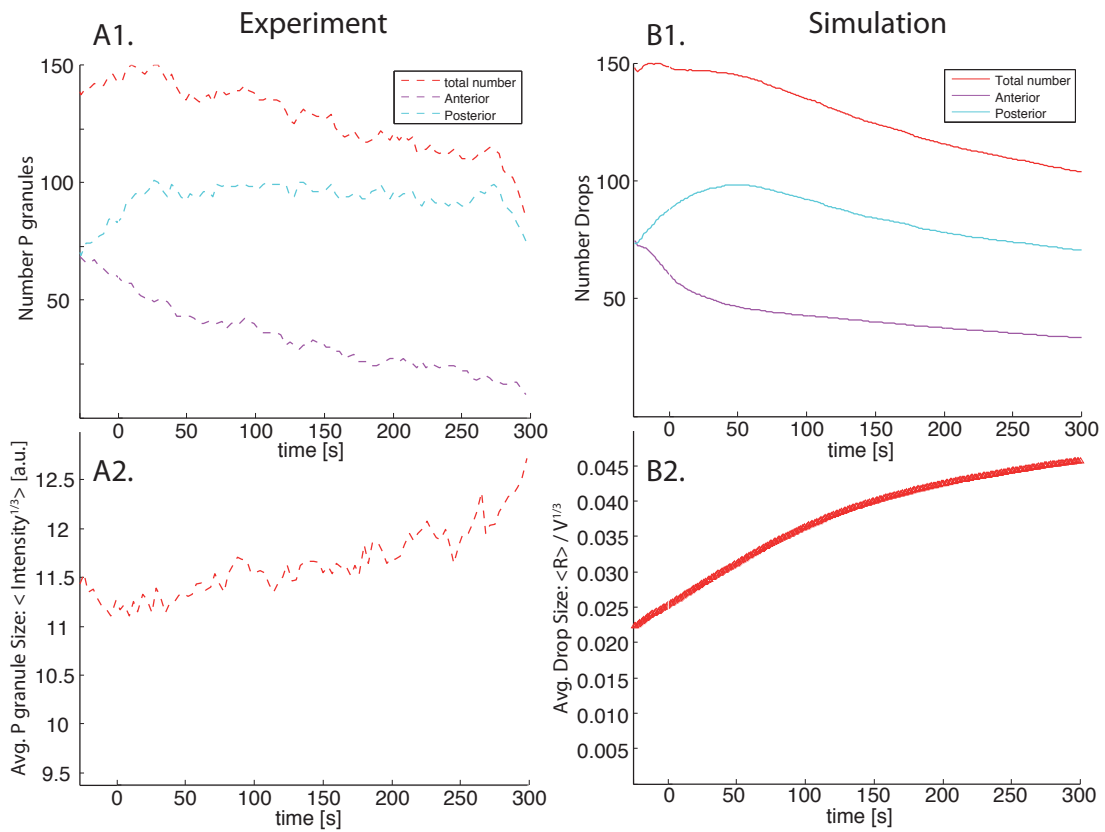 Experiment
Simulation
A1.
B1.
150
100
50
Number P granules
total number
Anterior
Posterior
0 50 100 150 200 250 300
time [s]
150
100
50
Number Drops
Total number
Anterior
Posterior
0 50 100 150 200 250 300
time [s]
A2.
12.5
12
11.5
11
10.5
10
9.5
Avg. P granule Size: < Intensity^{1/3}> [a.u.]
0 50 100 150 200 250 300
time [s]
B2.
0.045
0.040
0.035
0.030
0.025
0.020
0.015
0.010
0.005
Avg. Drop Size: <R> / V^{1/3}
0 50 100 150 200 250 300
time [s]